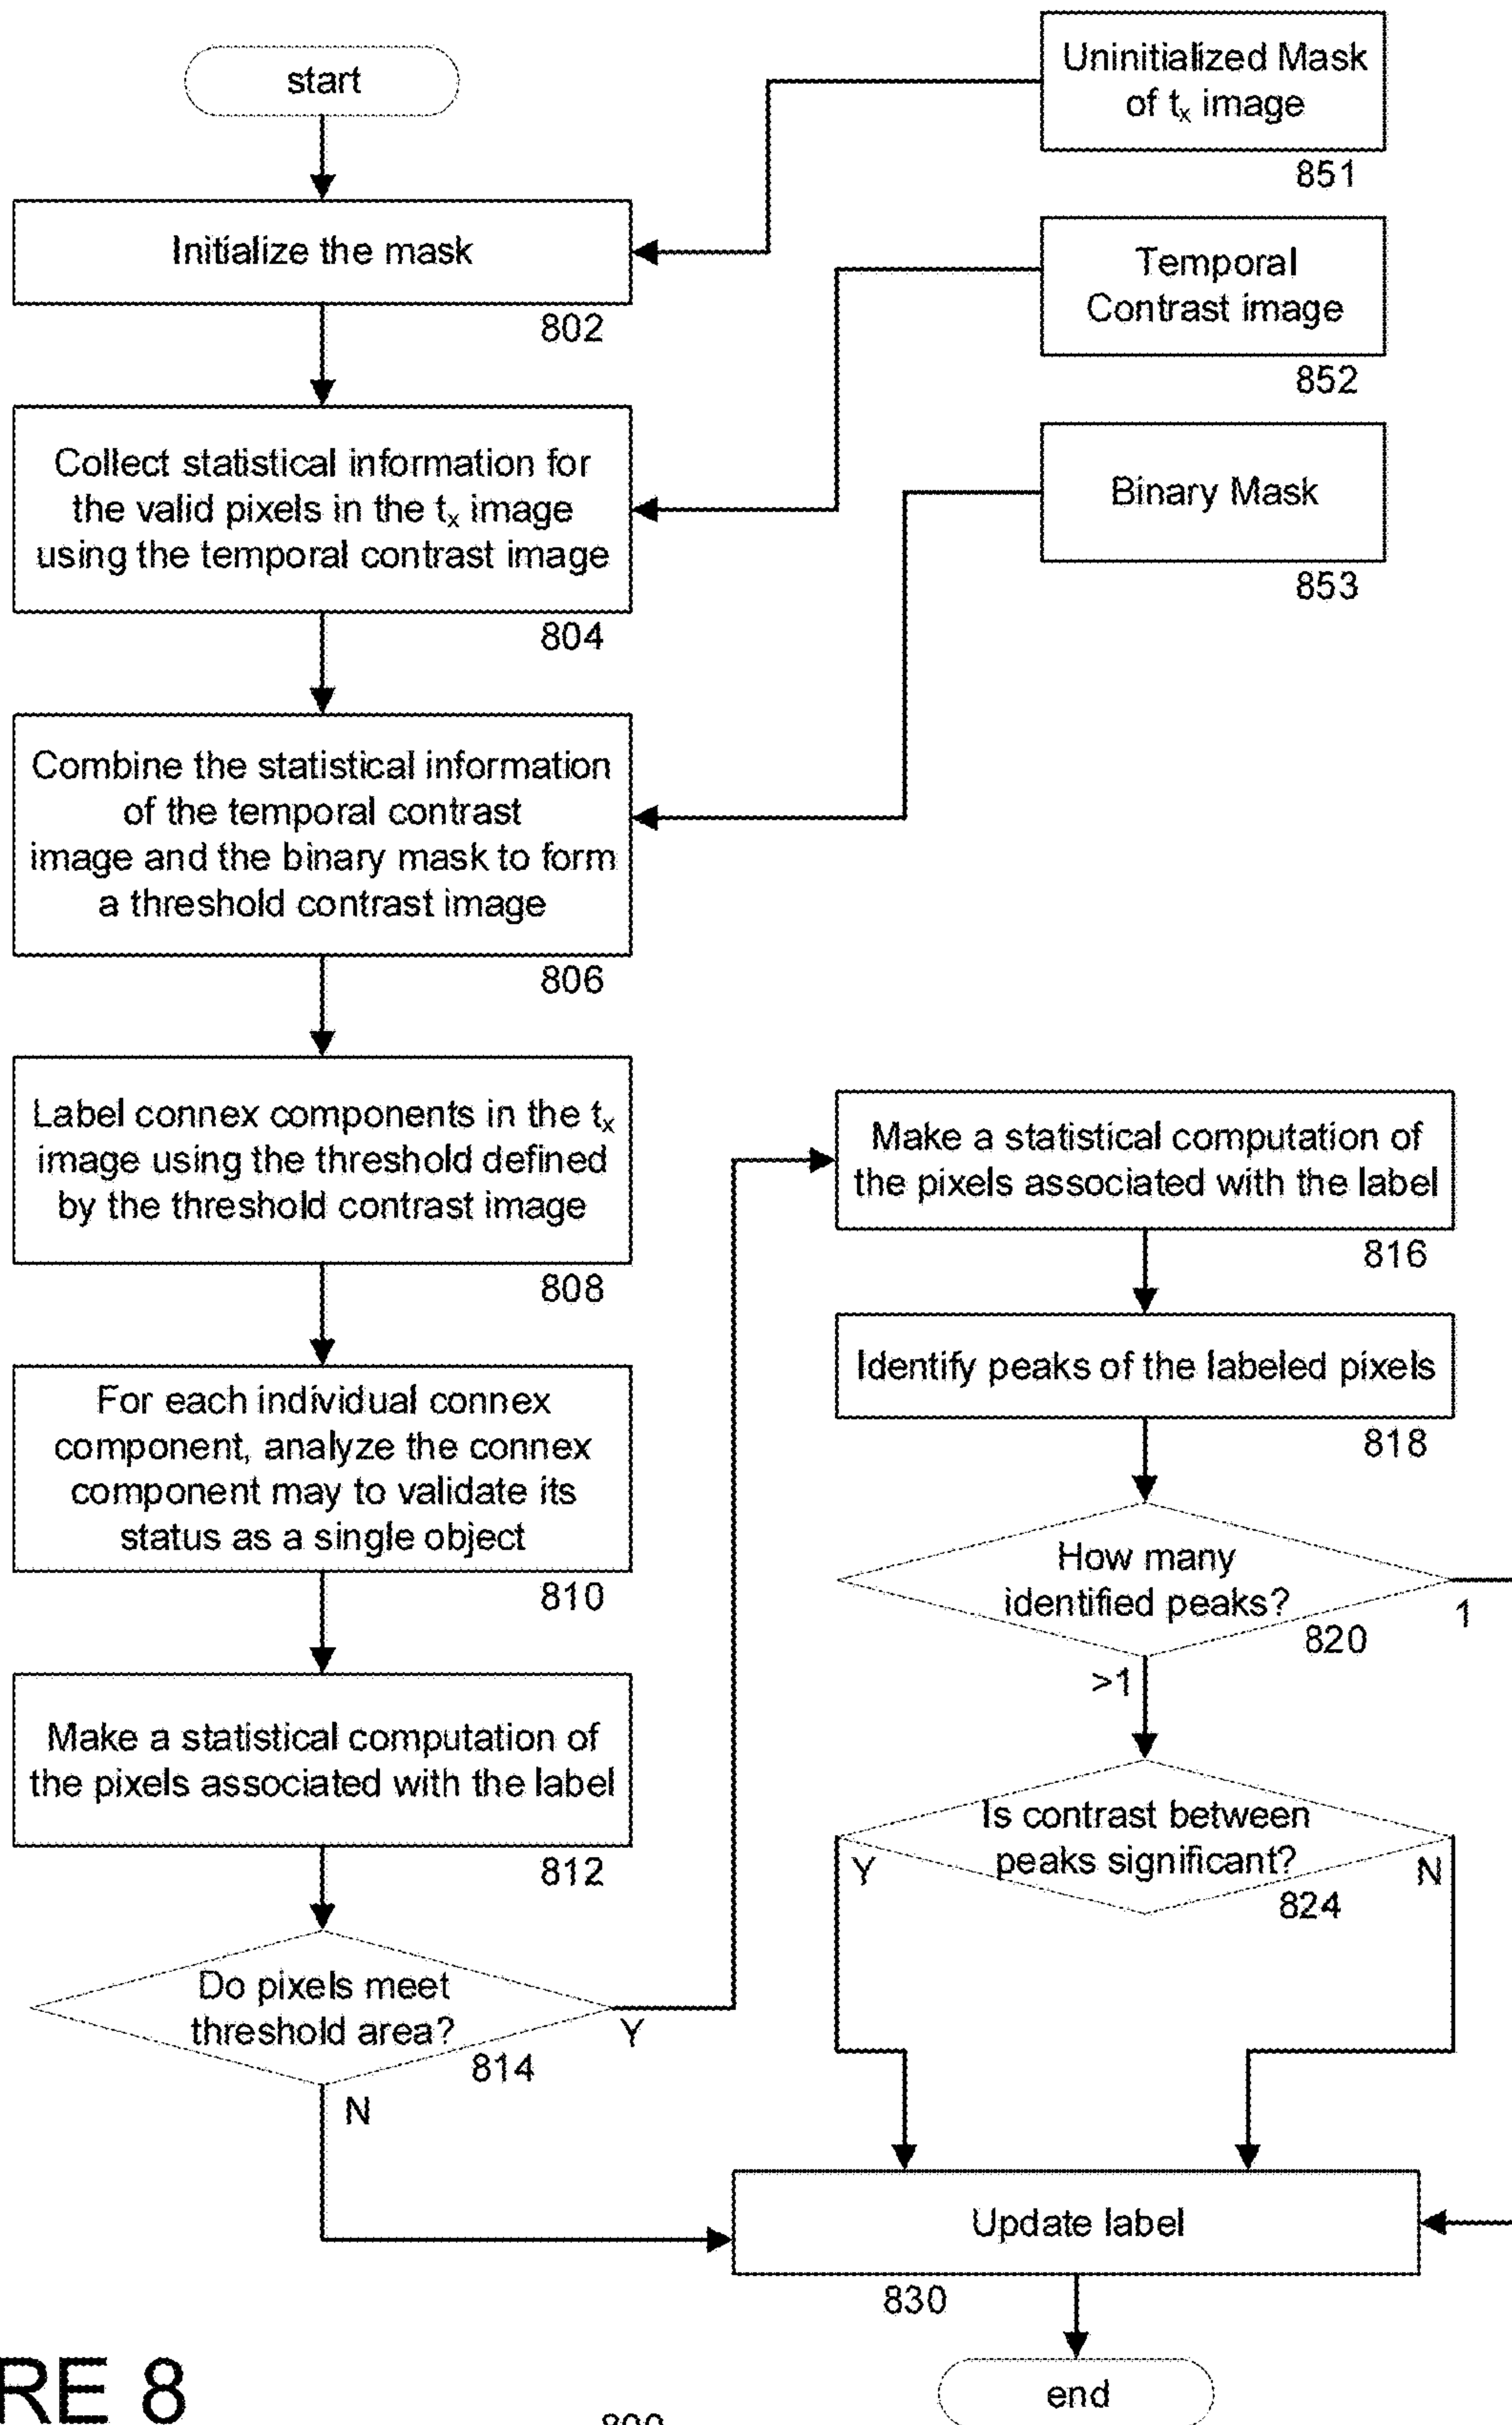 start
Initialize the mask
802
Collect statistical information for
the valid pixels in the tx image
using the temporal contrast image
804
Combine the statistical information
of the temporal contrast
image and the binary mask to form
a threshold contrast image
806
Label connex components in the tx
image using the threshold defined
by the threshold contrast image
808
For each individual connex
component, analyze the connex
component may to validate its
status as a single object
810
Make a statistical computation of
the pixels associated with the label
812
Do pixels meet
threshold area?
814
Y
N
Uninitialized Mask
of tx image
851
Temporal
Contrast image
852
Binary Mask
853
Make a statistical computation of
the pixels associated with the label
816
Identify peaks of the labeled pixels
818
How many
identified peaks?
820
1
>1
Is contrast between
peaks significant?
824
Y
N
Update label
830
end
RE 8